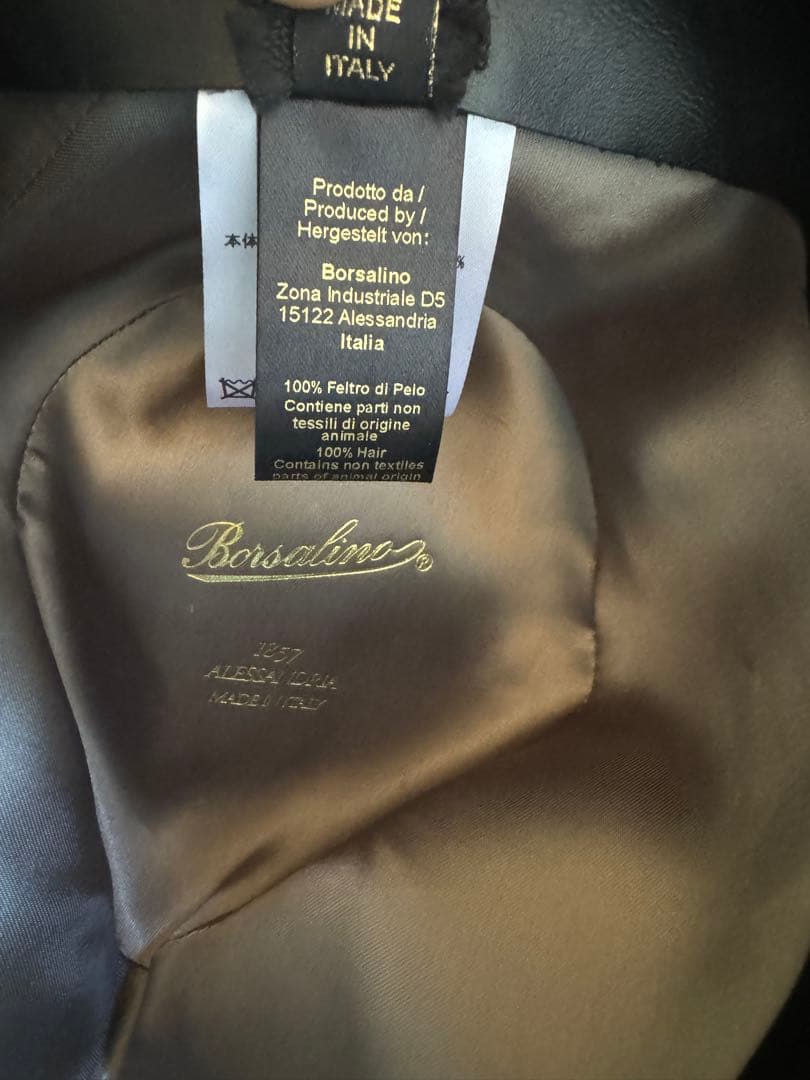 MADE
IN
ITALY
本体
%
Prodotto da /
Produced by /
Hergestelt von:
Borsalino
Zona Industriale D5
15122 Alessandria
Italia
100% Feltro di Pelo
Contiene parti non
tessili di origine
animale
100% Hair
Contains non textiles
parts of animal origin
Borsalino®
1857
ALESSANDRIA
MADE IN ITALY